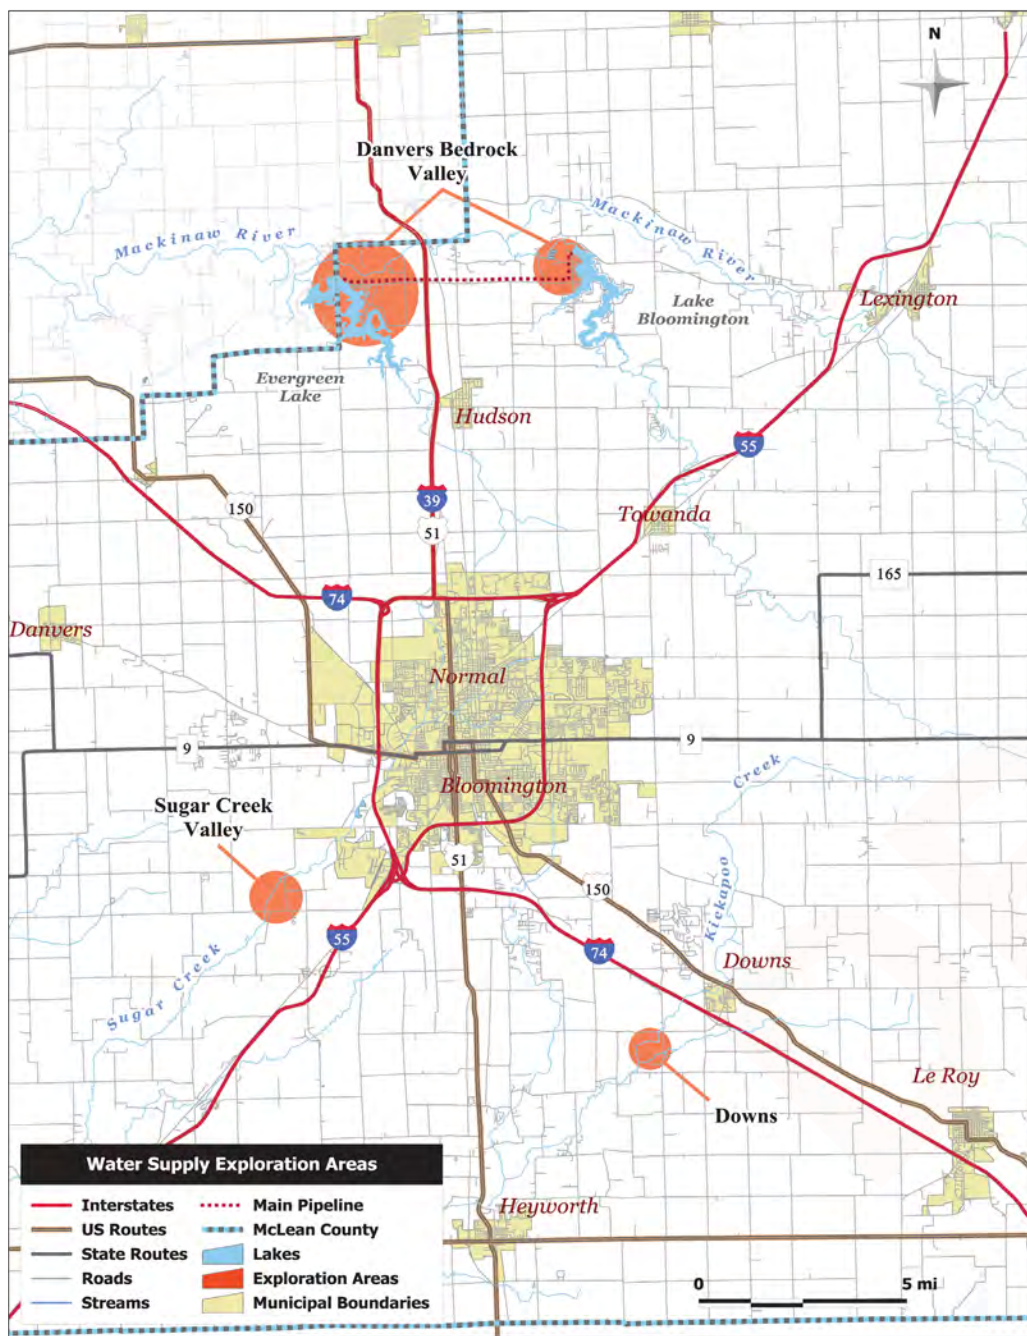 N
Danvers Bedrock
Valley
Mackinaw River
Mackinaw River
Lexington
Lake
Bloomington
Evergreen
Lake
Hudson
55
39
150
51
Towanda
165
74
Danvers
Normal
9
9
Creek
Bloomington
Sugar Creek
Valley
51
150
Kickapoo
55
74
Downs
Sugar Creek
Le Roy
Downs
Water Supply Exploration Areas
Interstates
US Routes
State Routes
Roads
Streams
Main Pipeline
McLean County
Lakes
Exploration Areas
Municipal Boundaries
Heyworth
0 5 mi